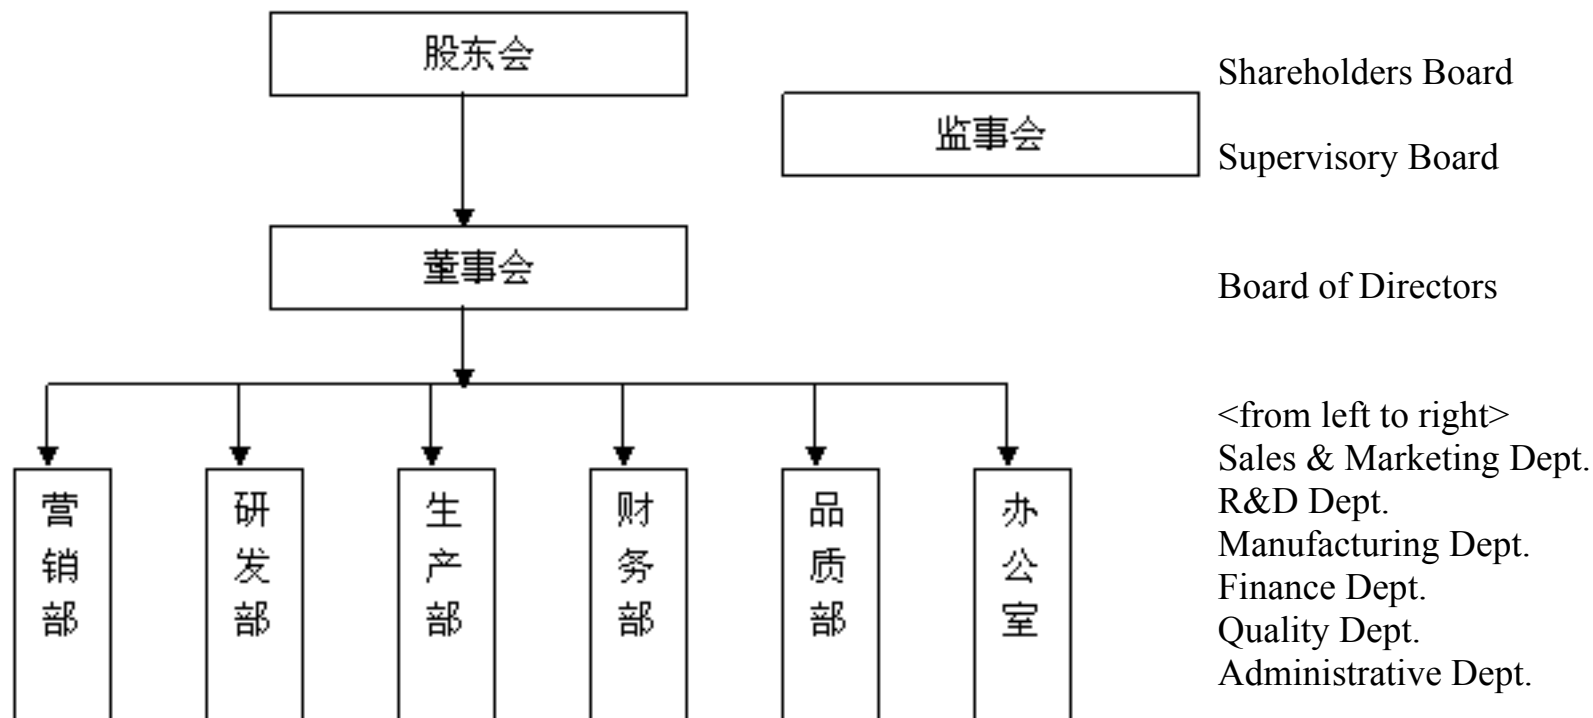 股东会
监事会
董事会
营销部
研发部
生产部
财务部
品质部
办公室
Shareholders Board
Supervisory Board
Board of Directors
<from left to right>
Sales & Marketing Dept.
R&D Dept.
Manufacturing Dept.
Finance Dept.
Quality Dept.
Administrative Dept.